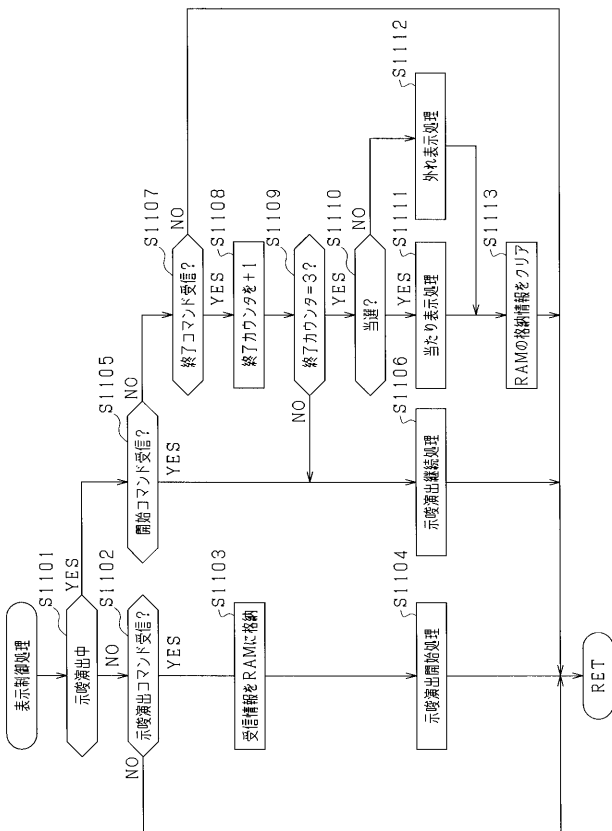 表示制御処理
S1101
示唆演出中
YES
NO
S1102
示唆演出コマンド受信?
NO
YES
S1103
受信情報をRAMに格納
S1104
示唆演出開始処理
S1105
開始コマンド受信?
NO
YES
S1106
示唆演出継続処理
S1107
終了コマンド受信?
NO
YES
S1108
終了カウンタを+1
S1109
終了カウンタ=3?
NO
YES
S1110
当選?
NO
YES
S1111
当たり表示処理
S1112
外れ表示処理
S1113
RAMの格納情報をクリア
RET